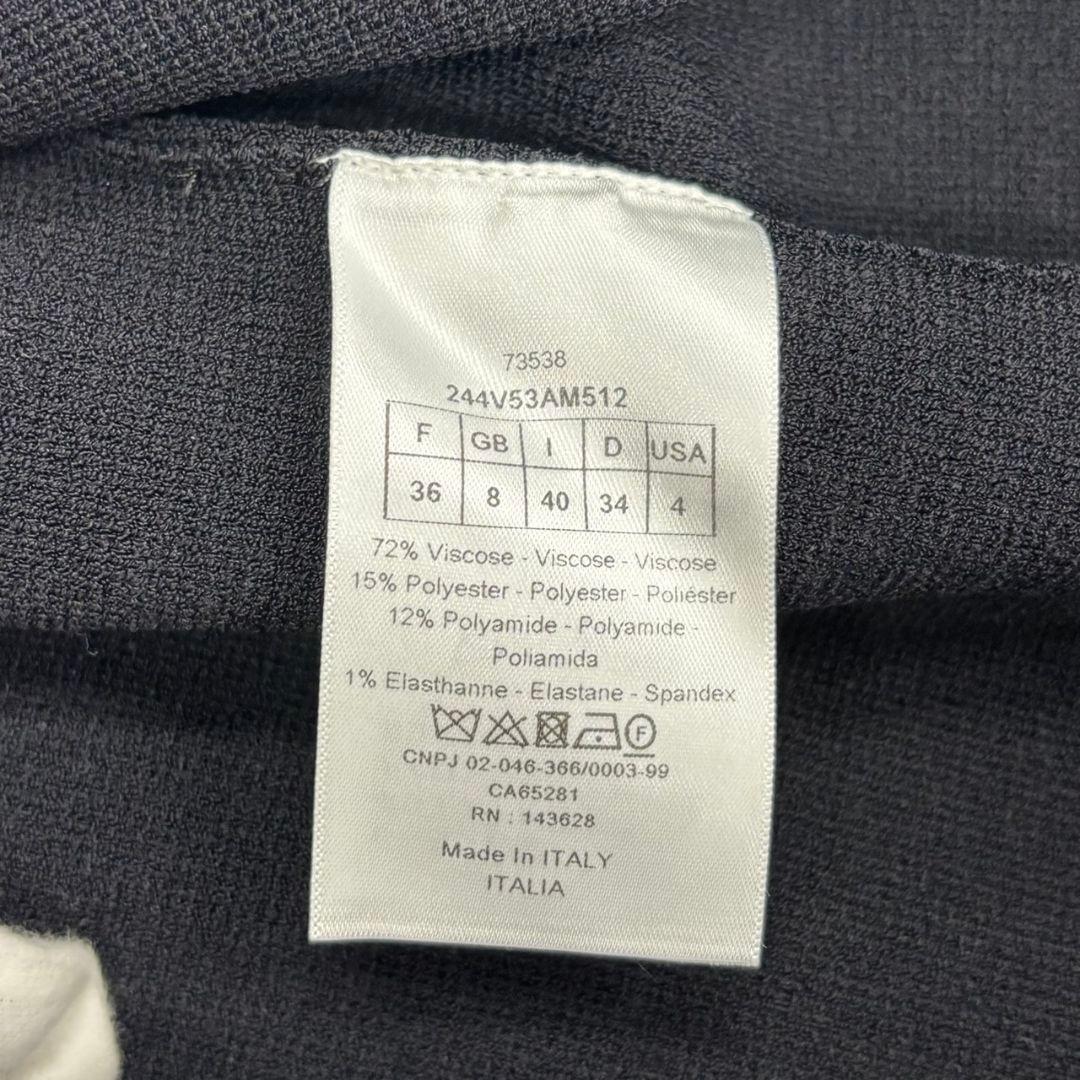 73538
244V53AM512
F GB I D USA
36 8 40 34 4
72% Viscose - Viscose - Viscose
15% Polyester - Polyester - Poliéster
12% Polyamide - Polyamide -
Poliamida
1% Elasthanne - Elastane - Spandex
F
CNPJ 02-046-366/0003-99
CA65281
RN : 143628
Made In ITALY
ITALIA